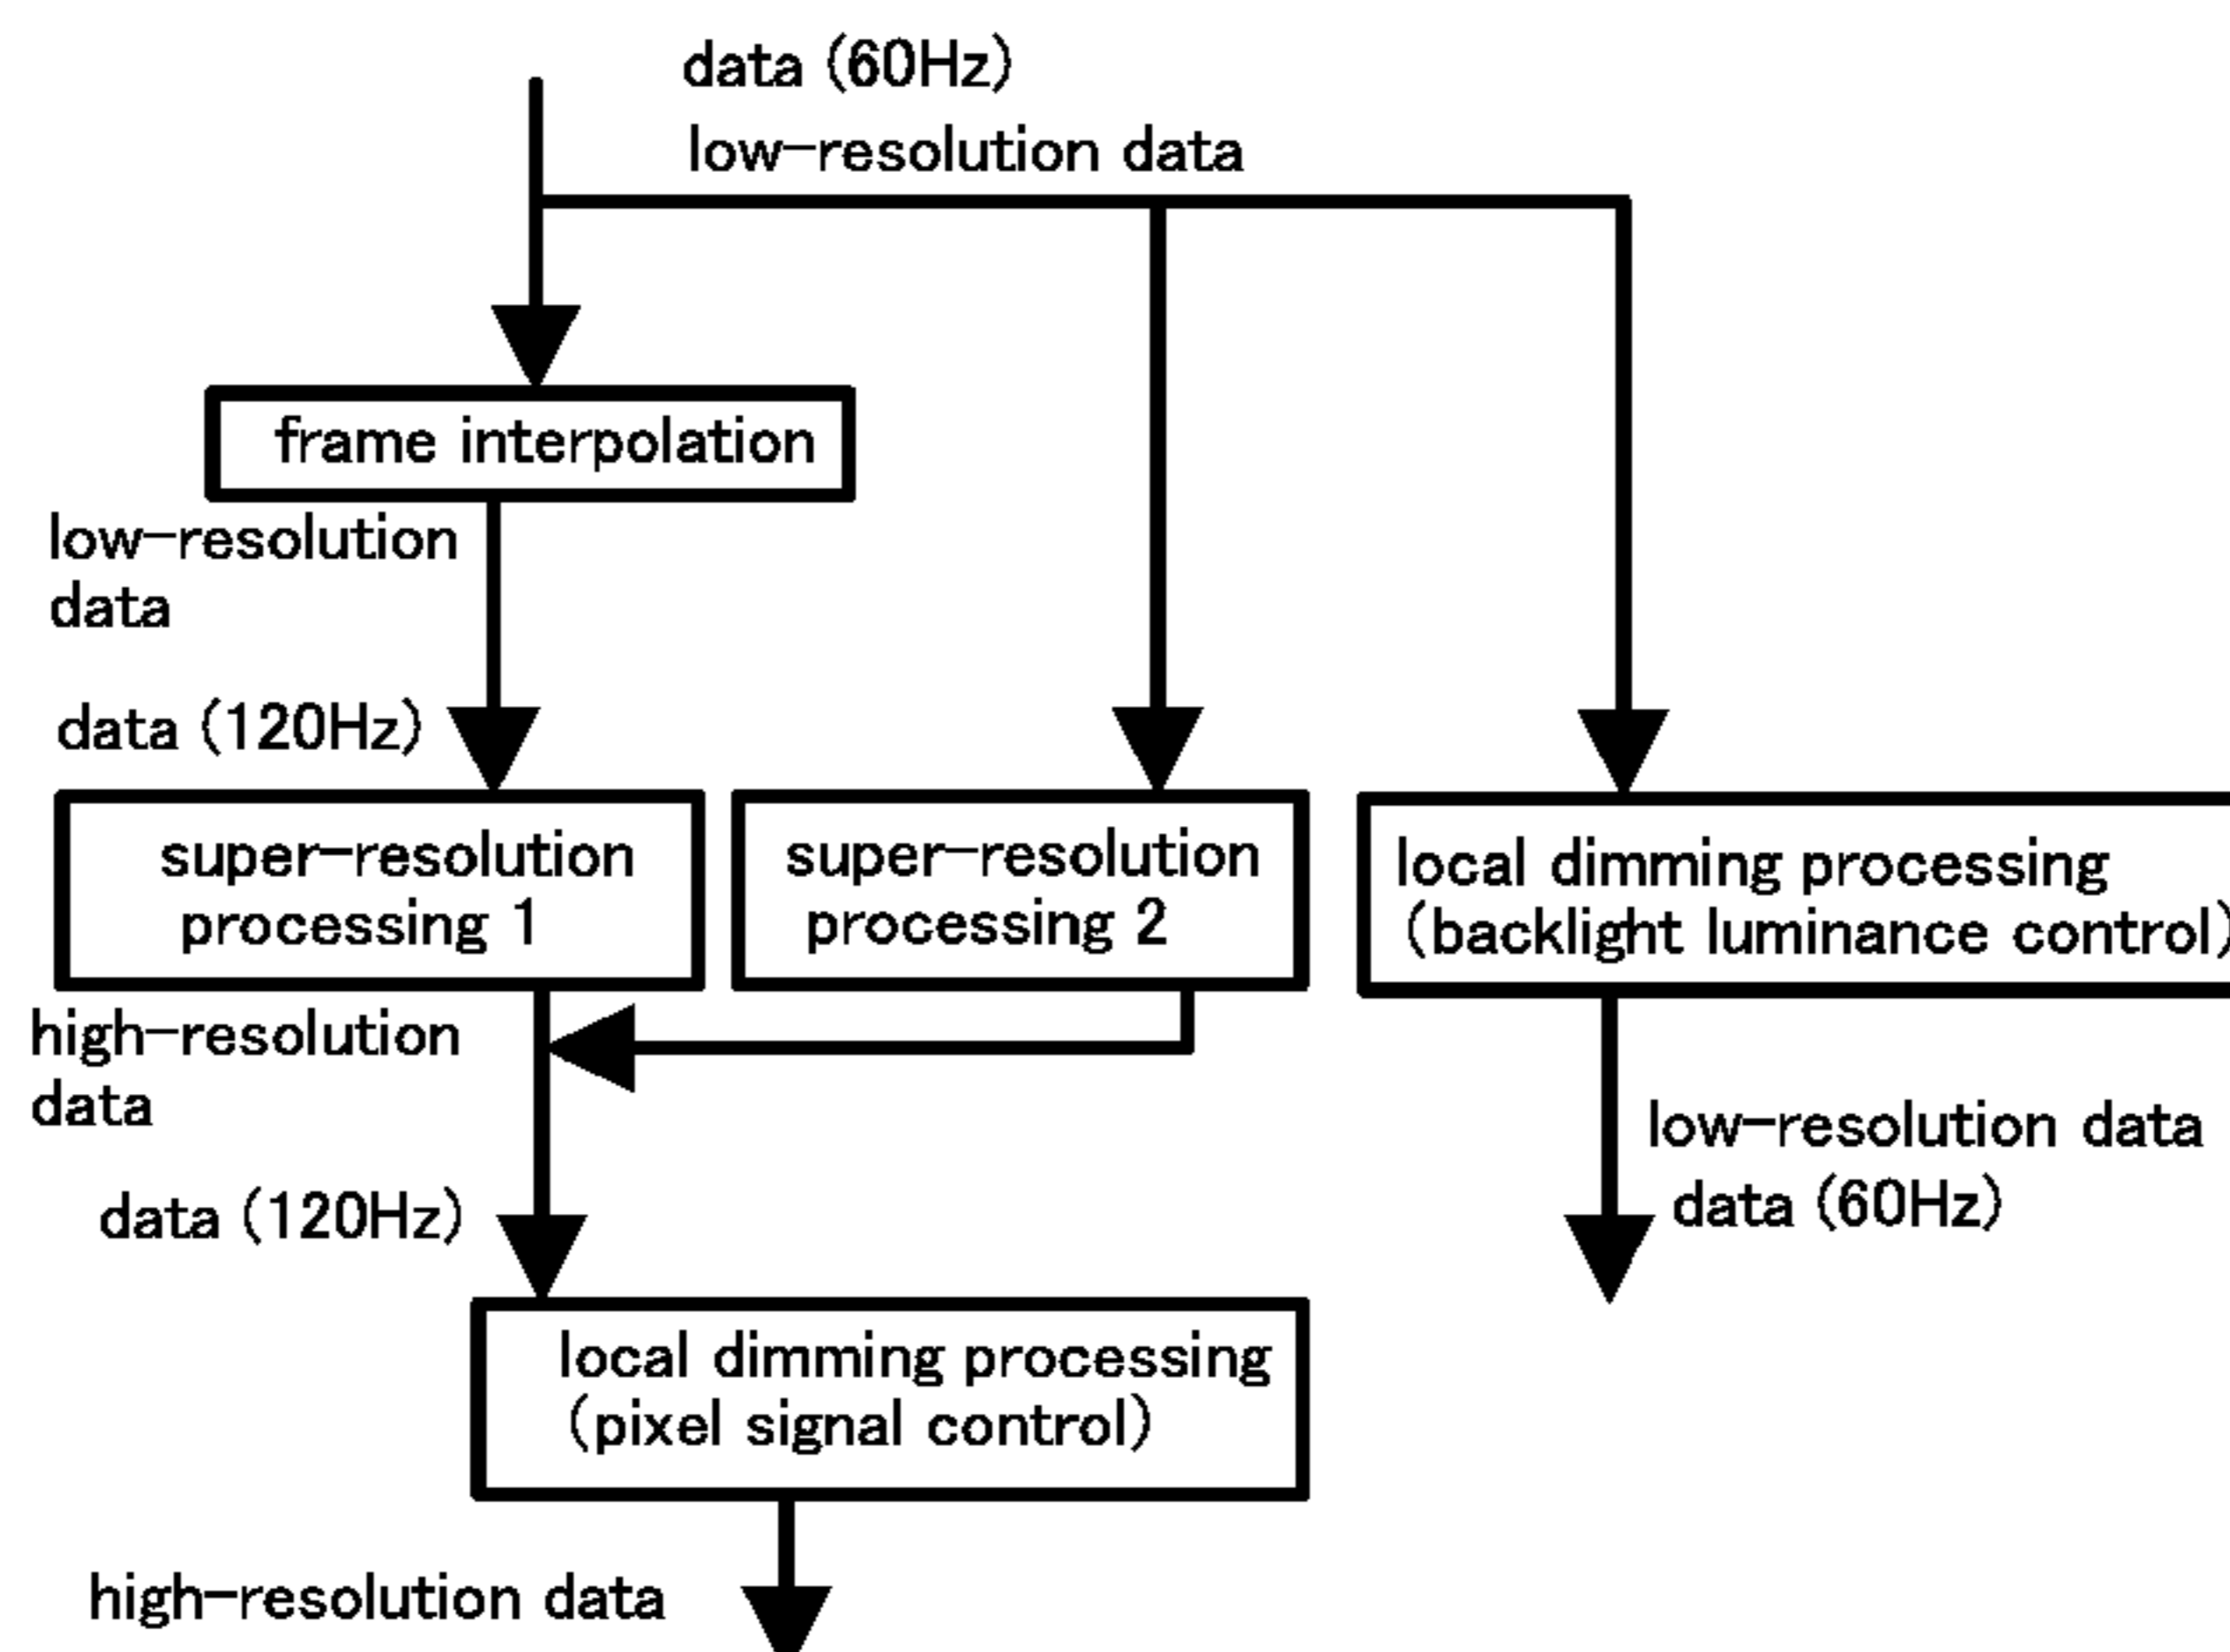 data (60Hz)
low-resolution data
frame interpolation
low-resolution
data
data (120Hz)
super-resolution
processing 1
super-resolution
processing 2
local dimming processing
(backlight luminance control)
high-resolution
data
data (120Hz)
low-resolution data
data (60Hz)
local dimming processing
(pixel signal control)
high-resolution data